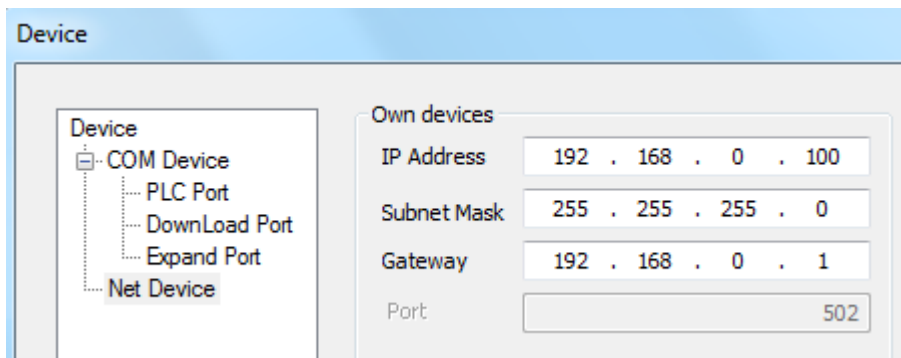 Device
Device
COM Device
PLC Port
DownLoad Port
Expand Port
Net Device
Own devices
IP Address 192 . 168 . 0 . 100
Subnet Mask 255 . 255 . 255 . 0
Gateway 192 . 168 . 0 . 1
Port 502